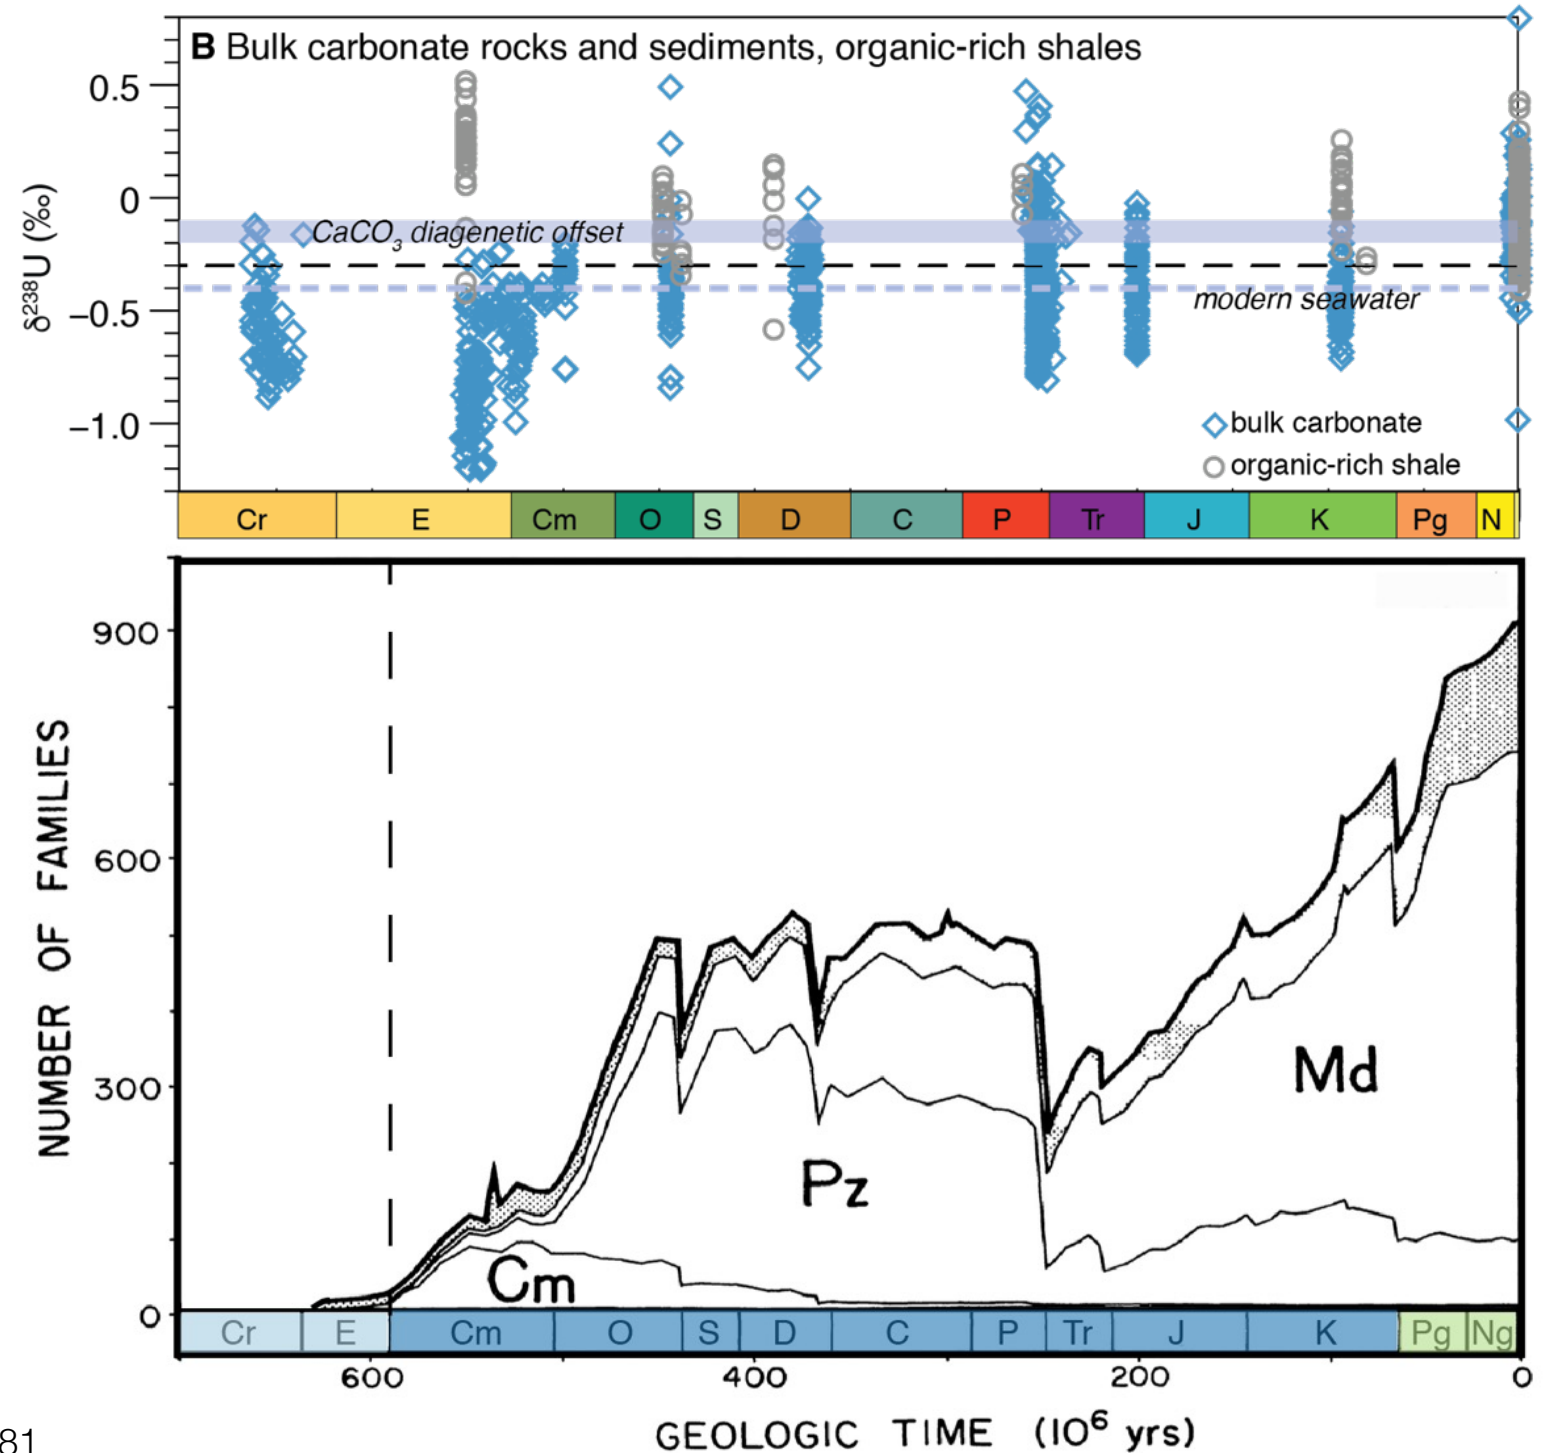 B Bulk carbonate rocks and sediments, organic-rich shales
0.5
0
−0.5
−1.0
δ²³⁸U (‰)
CaCO₃ diagenetic offset
modern seawater
bulk carbonate
organic-rich shale
Cr E Cm O S D C P Tr J K Pg N
900
600
300
0
NUMBER OF FAMILIES
Md
Pz
Cm
Cr E Cm O S D C P Tr J K Pg Ng
600 400 200 0
GEOLOGIC TIME (10⁶ yrs)
81